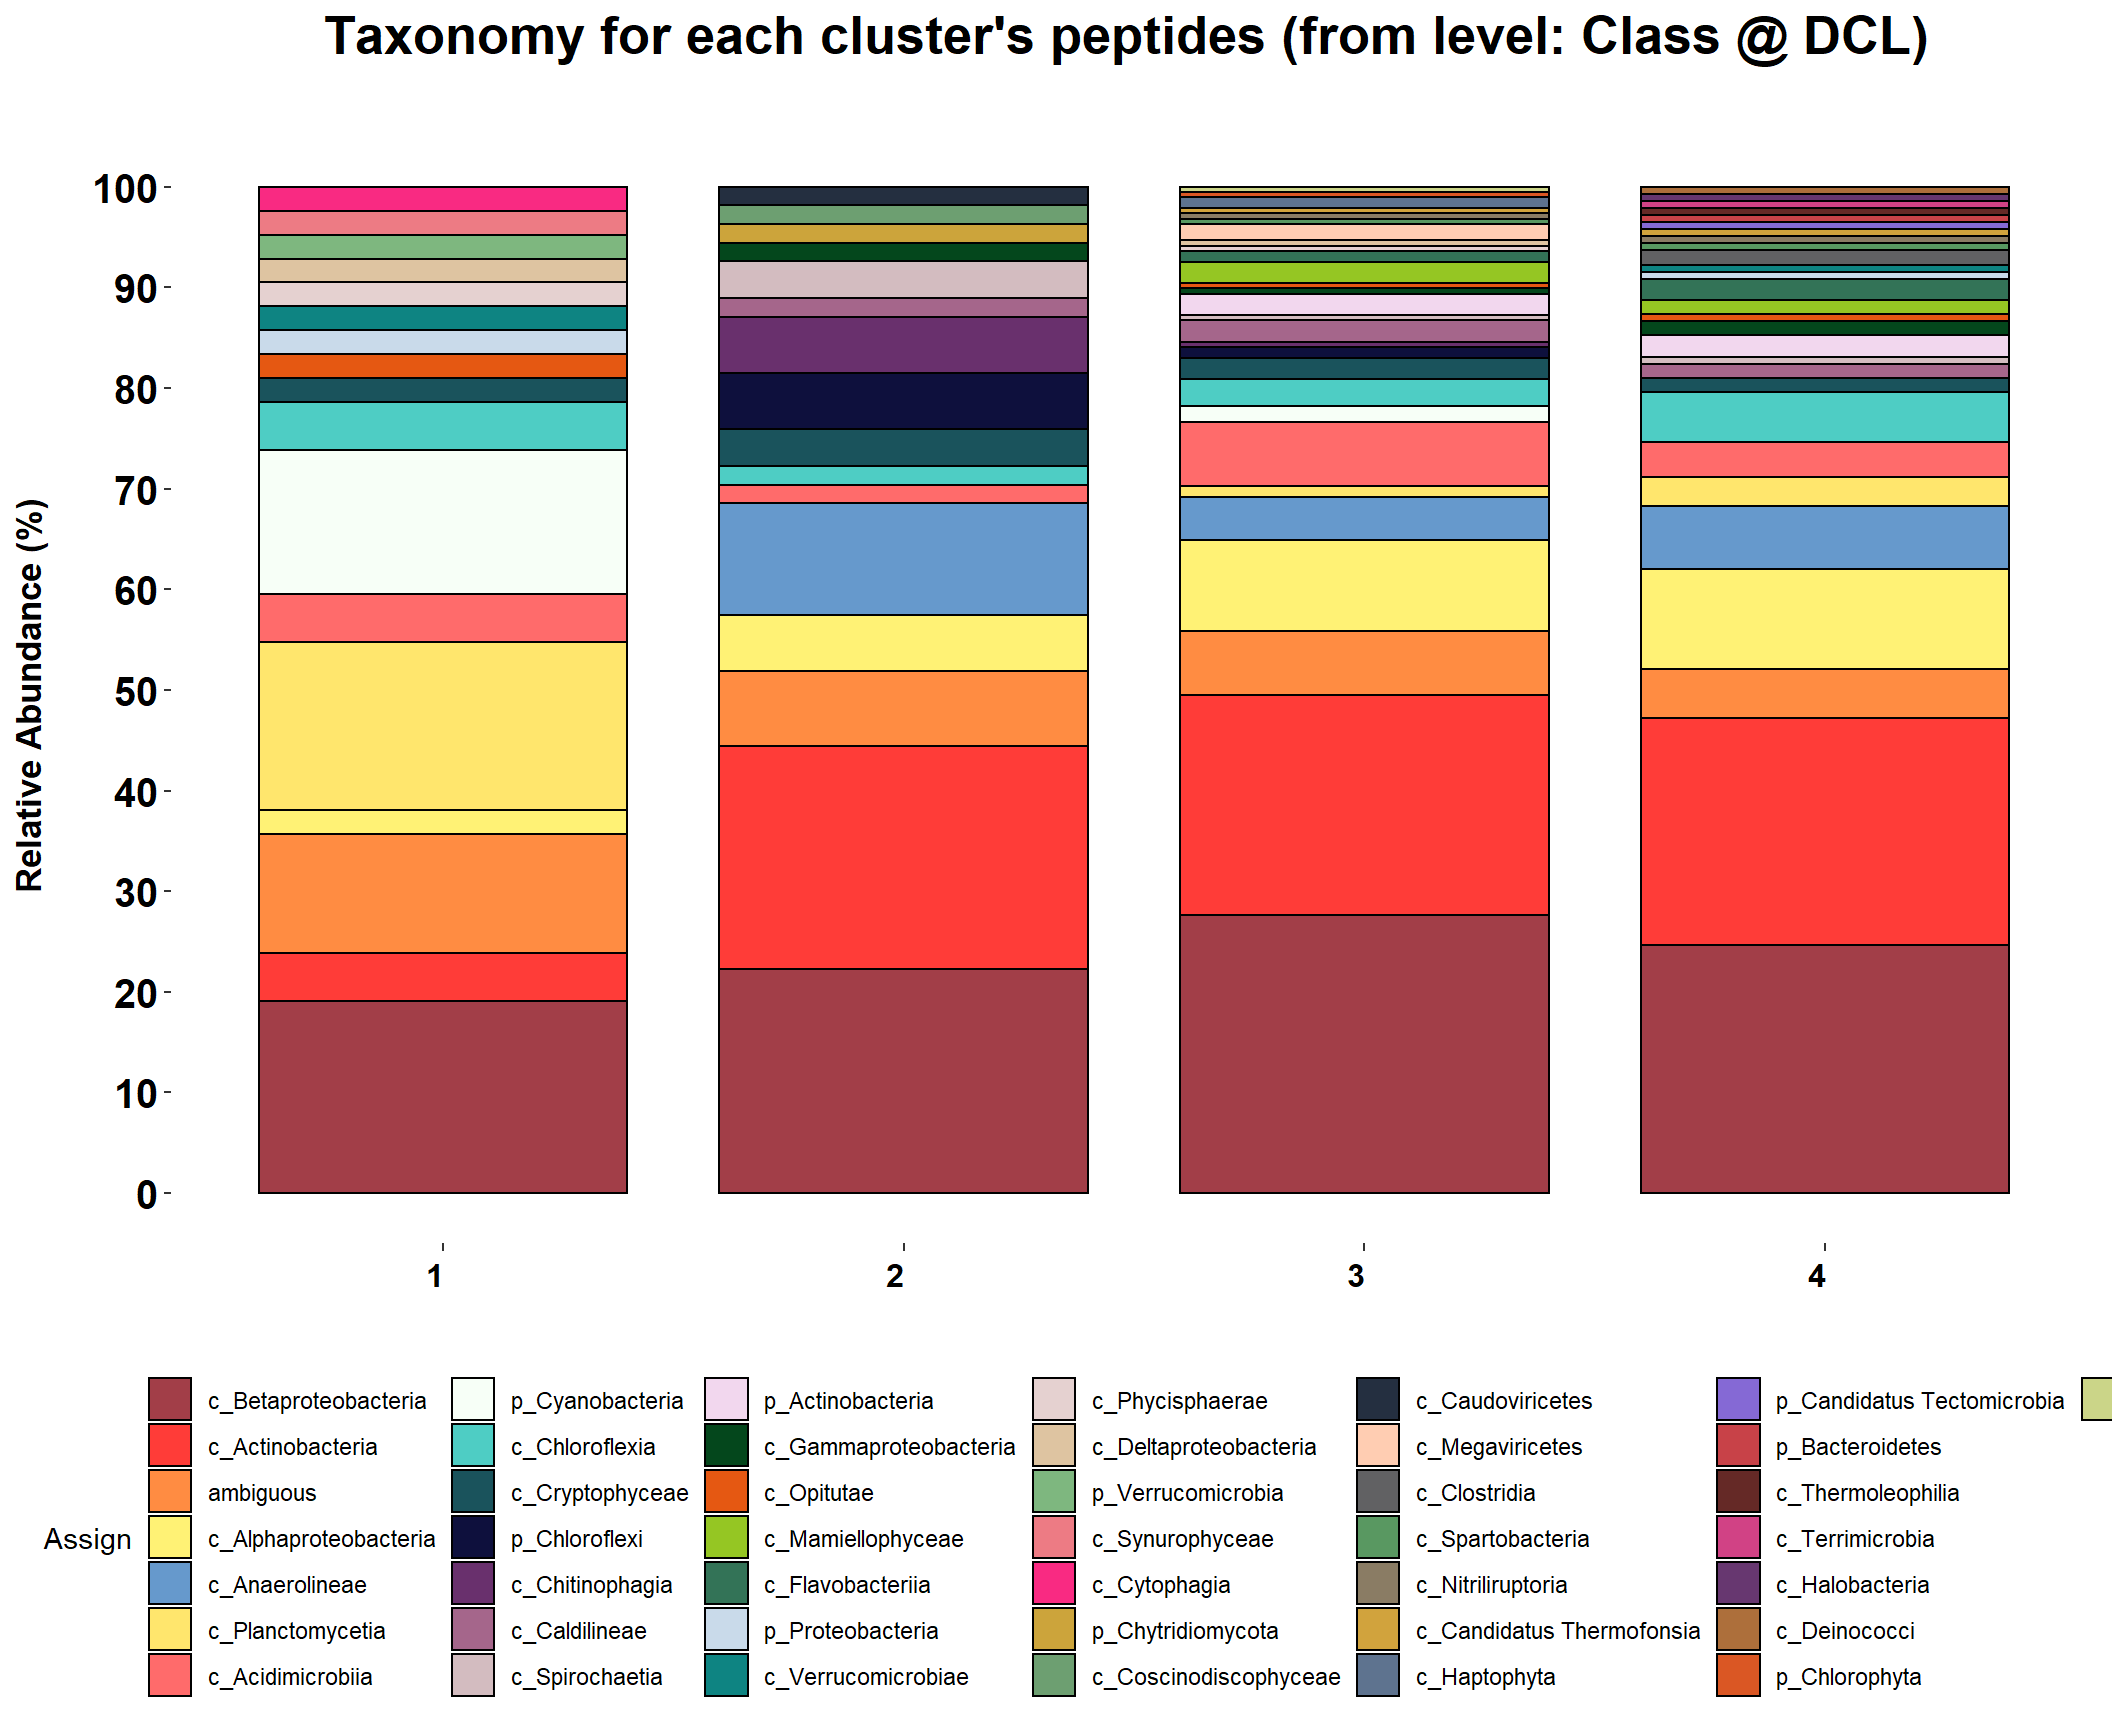 Taxonomy for each cluster's peptides (from level: Class @ DCL)
Relative Abundance (%)
100
90
80
70
60
50
40
30
20
10
0
1
2
3
4
Assign
c_Betaproteobacteria
c_Actinobacteria
ambiguous
c_Alphaproteobacteria
c_Anaerolineae
c_Planctomycetia
c_Acidimicrobiia
p_Cyanobacteria
c_Chloroflexia
c_Cryptophyceae
p_Chloroflexi
c_Chitinophagia
c_Caldilineae
c_Spirochaetia
p_Actinobacteria
c_Gammaproteobacteria
c_Opitutae
c_Mamiellophyceae
c_Flavobacteriia
p_Proteobacteria
c_Verrucomicrobiae
c_Phycisphaerae
c_Deltaproteobacteria
p_Verrucomicrobia
c_Synurophyceae
c_Cytophagia
p_Chytridiomycota
c_Coscinodiscophyceae
c_Caudoviricetes
c_Megaviricetes
c_Clostridia
c_Spartobacteria
c_Nitriliruptoria
c_Candidatus Thermofonsia
c_Haptophyta
p_Candidatus Tectomicrobia
p_Bacteroidetes
c_Thermoleophilia
c_Terrimicrobia
c_Halobacteria
c_Deinococci
p_Chlorophyta